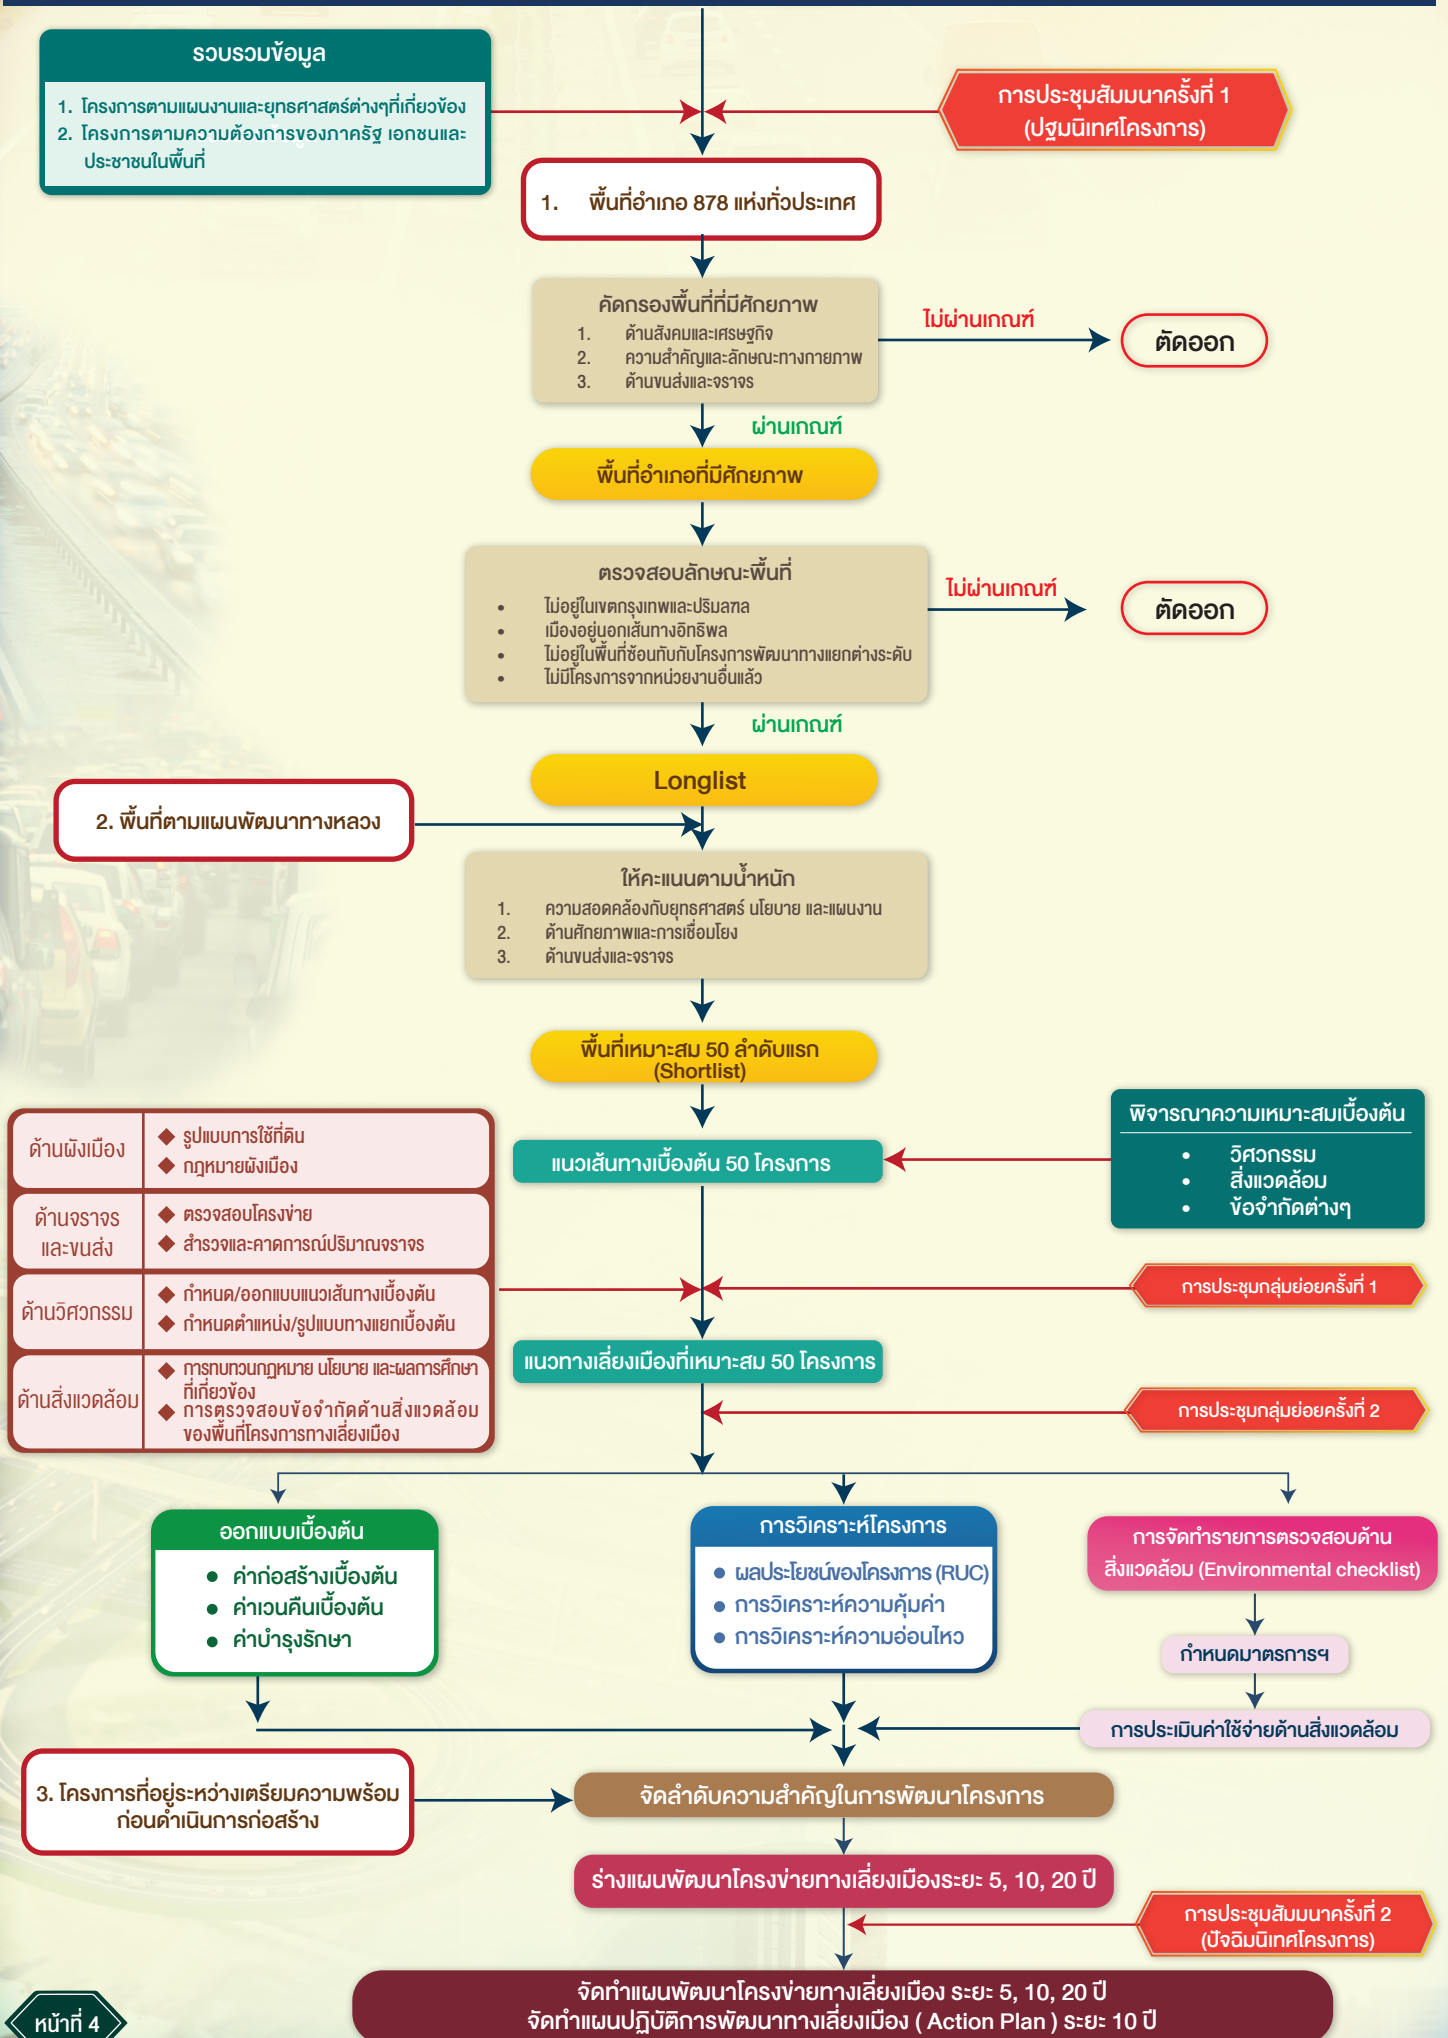 รวบรวมข้อมูล
1. โครงการตามแผนงานและยุทธศาสตร์ต่างๆที่เกี่ยวข้อง
2. โครงการตามความต้องการของภาครัฐ เอกชนและ
ประชาชนในพื้นที่
การประชุมสัมมนาครั้งที่ 1
(ปฐมนิเทศโครงการ)
1. พื้นที่อำเภอ 878 แห่งทั่วประเทศ
คัดกรองพื้นที่ที่มีศักยภาพ
1. ด้านสังคมและเศรษฐกิจ
2. ความสำคัญและลักษณะทางกายภาพ
3. ด้านขนส่งและจราจร
ไม่ผ่านเกณฑ์
ตัดออก
ผ่านเกณฑ์
พื้นที่อำเภอที่มีศักยภาพ
ตรวจสอบลักษณะพื้นที่
• ไม่อยู่ในเขตกรุงเทพและปริมลฑล
• เมืองอยู่นอกเส้นทางอิทธิพล
• ไม่อยู่ในพื้นที่ซ้อนทับกับโครงการพัฒนาทางแยกต่างระดับ
• ไม่มีโครงการจากหน่วยงานอื่นแล้ว
ไม่ผ่านเกณฑ์
ตัดออก
ผ่านเกณฑ์
Longlist
2. พื้นที่ตามแผนพัฒนาทางหลวง
ให้คะแนนตามน้ำหนัก
1. ความสอดคล้องกับยุทธศาสตร์ นโยบาย และแผนงาน
2. ด้านศักยภาพและการเชื่อมโยง
3. ด้านขนส่งและจราจร
พื้นที่เหมาะสม 50 ลำดับแรก
(Shortlist)
พิจารณาความเหมาะสมเบื้องต้น
• วิศวกรรม
• สิ่งแวดล้อม
• ข้อจำกัดต่างๆ
แนวเส้นทางเบื้องต้น 50 โครงการ
ด้านผังเมือง
◆ รูปแบบการใช้ที่ดิน
◆ กฎหมายผังเมือง
ด้านจราจร
และขนส่ง
◆ ตรวจสอบโครงข่าย
◆ สำรวจและคาดการณ์ปริมาณจราจร
ด้านวิศวกรรม
◆ กำหนด/ออกแบบแนวเส้นทางเบื้องต้น
◆ กำหนดตำแหน่ง/รูปแบบทางแยกเบื้องต้น
ด้านสิ่งแวดล้อม
◆ การทบทวนกฎหมาย นโยบาย และผลการศึกษา
ที่เกี่ยวข้อง
◆ การตรวจสอบข้อจำกัดด้านสิ่งแวดล้อม
ของพื้นที่โครงการทางเลี่ยงเมือง
การประชุมกลุ่มย่อยครั้งที่ 1
แนวทางเลี่ยงเมืองที่เหมาะสม 50 โครงการ
การประชุมกลุ่มย่อยครั้งที่ 2
ออกแบบเบื้องต้น
• ค่าก่อสร้างเบื้องต้น
• ค่าเวนคืนเบื้องต้น
• ค่าบำรุงรักษา
การวิเคราะห์โครงการ
• ผลประโยชน์ของโครงการ (RUC)
• การวิเคราะห์ความคุ้มค่า
• การวิเคราะห์ความอ่อนไหว
การจัดทำรายการตรวจสอบด้าน
สิ่งแวดล้อม (Environmental checklist)
กำหนดมาตรการฯ
การประเมินค่าใช้จ่ายด้านสิ่งแวดล้อม
3. โครงการที่อยู่ระหว่างเตรียมความพร้อม
ก่อนดำเนินการก่อสร้าง
จัดลำดับความสำคัญในการพัฒนาโครงการ
ร่างแผนพัฒนาโครงข่ายทางเลี่ยงเมืองระยะ 5, 10, 20 ปี
การประชุมสัมมนาครั้งที่ 2
(ปัจฉิมนิเทศโครงการ)
จัดทำแผนพัฒนาโครงข่ายทางเลี่ยงเมือง ระยะ 5, 10, 20 ปี
จัดทำแผนปฏิบัติการพัฒนาทางเลี่ยงเมือง ( Action Plan ) ระยะ 10 ปี
หน้าที่ 4